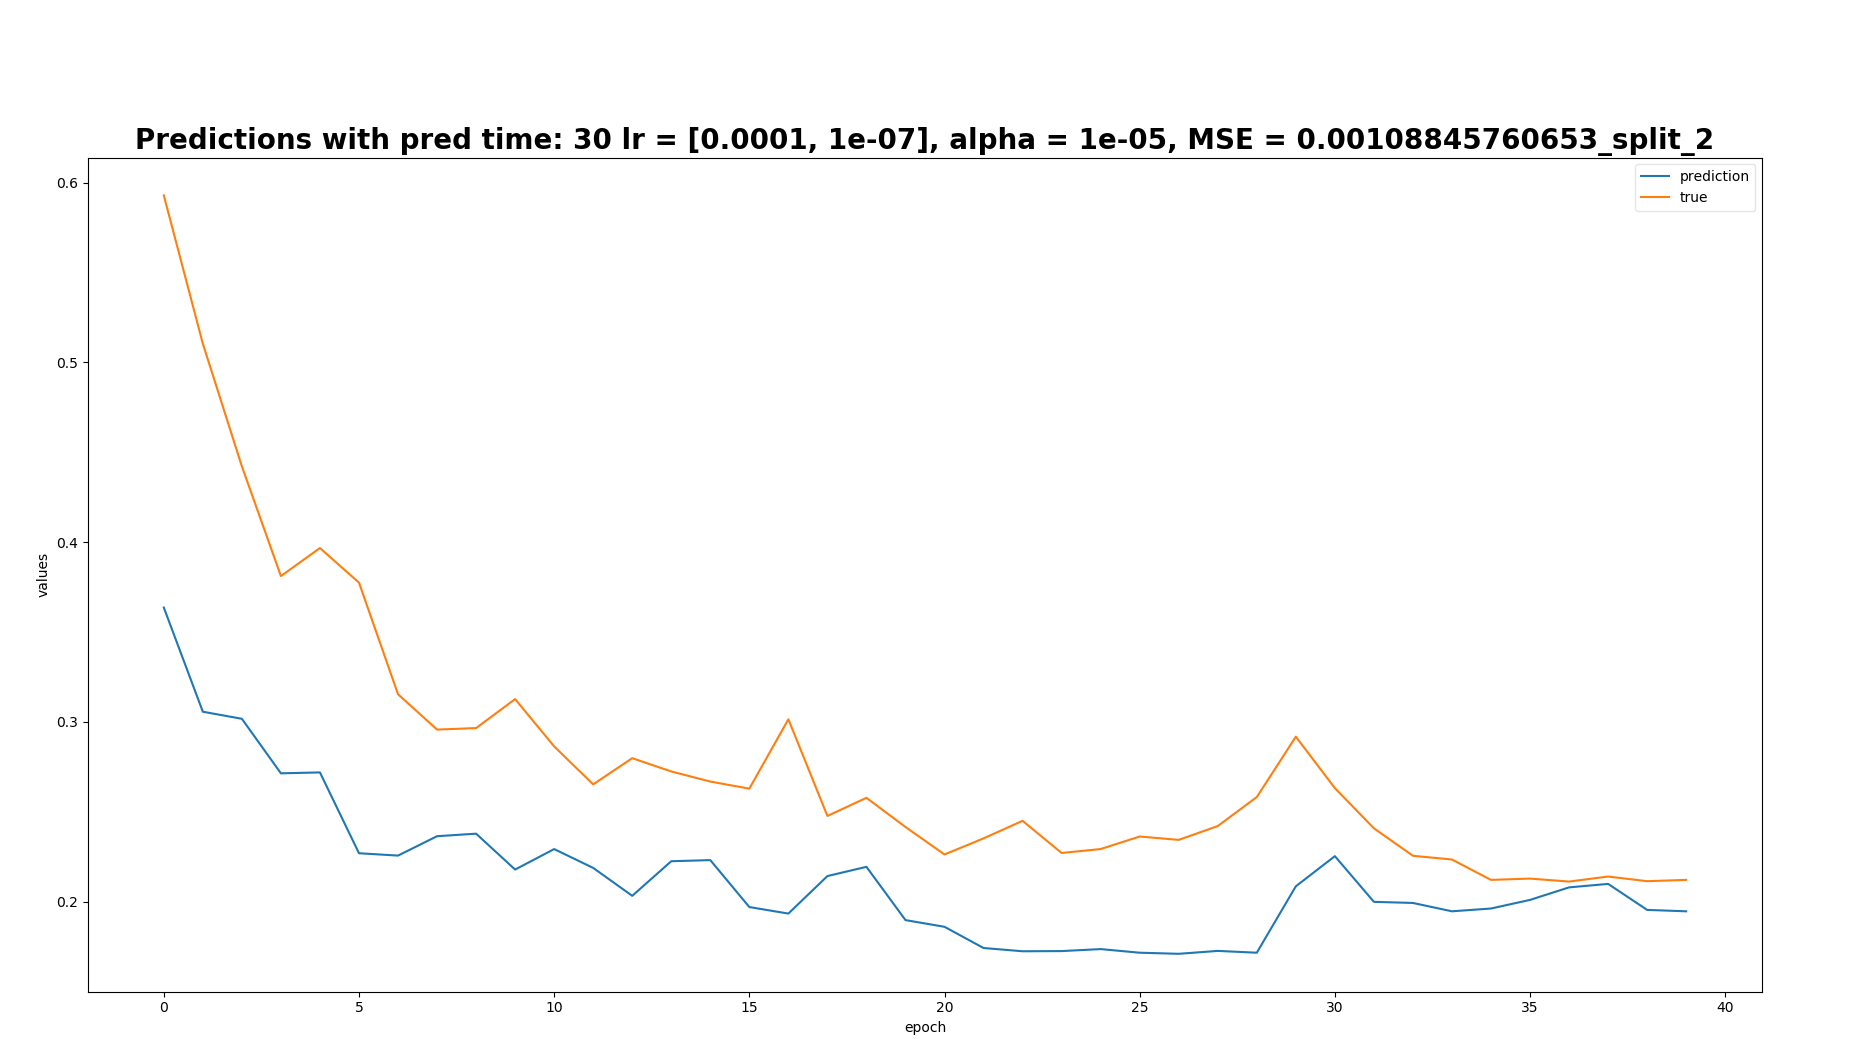 Predictions with pred time: 30 lr = [0.0001, 1e-07], alpha = 1e-05, MSE = 0.00108845760653_split_2
prediction
true
0.6
0.5
0.4
0.3
0.2
values
0 5 10 15 20 25 30 35 40
epoch